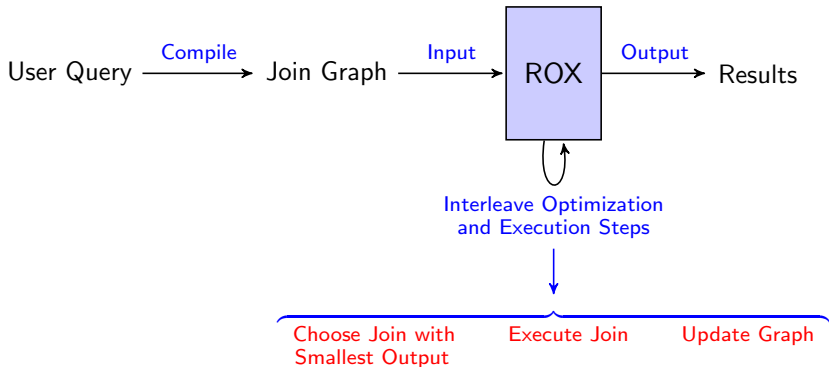 Compile
Input
Output
User Query
Join Graph
ROX
Results
Interleave Optimization
and Execution Steps
Choose Join with
Smallest Output
Execute Join
Update Graph